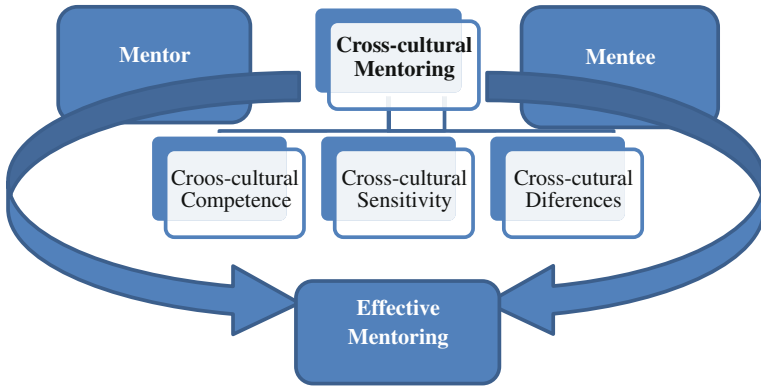 Mentor
Cross-cultural
Mentoring
Mentee
Croos-cultural
Competence
Cross-cultural
Sensitivity
Cross-cutural
Diferences
Effective
Mentoring